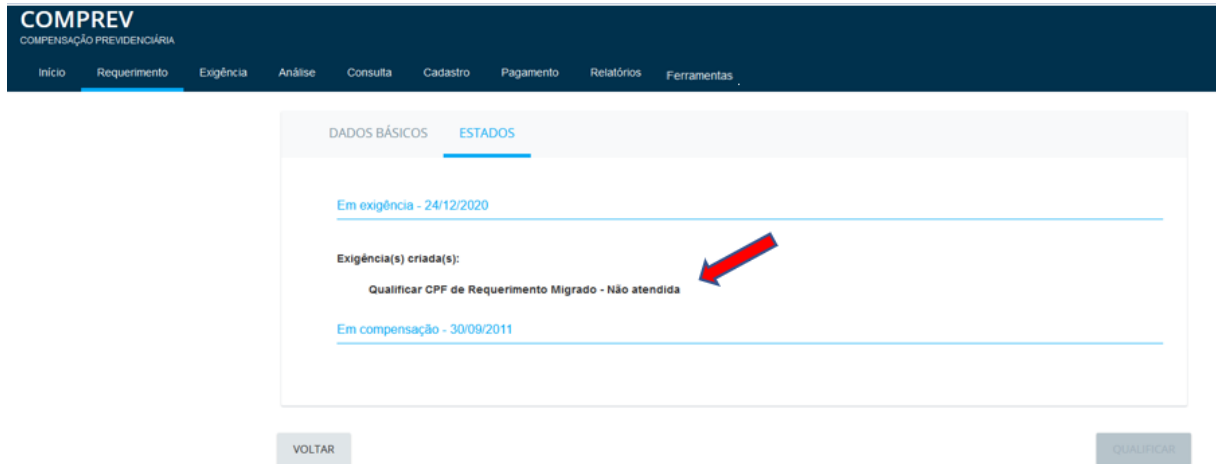 COMPREV
COMPENSAÇÃO PREVIDENCIÁRIA
Início Requerimento Exigência Análise Consulta Cadastro Pagamento Relatórios Ferramentas
DADOS BÁSICOS ESTADOS
Em exigência - 24/12/2020
Exigência(s) criada(s):
Qualificar CPF de Requerimento Migrado - Não atendida
Em compensação - 30/09/2011
VOLTAR QUALIFICAR